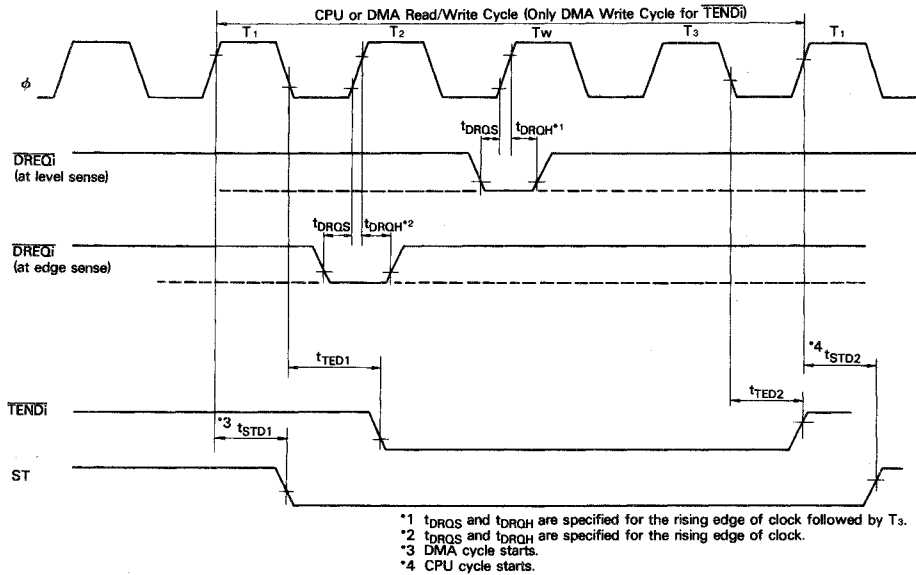 CPU or DMA Read/Write Cycle (Only DMA Write Cycle for TENDi)
T1 T2 Tw T3 T1
ϕ
tDRQS tDRQH*1
DREQi
(at level sense)
tDRQS tDRQH*2
DREQi
(at edge sense)
tTED1 *4 tSTD2
tTED2
TENDi
*3 tSTD1
ST
*1 tDRQS and tDRQH are specified for the rising edge of clock followed by T3.
*2 tDRQS and tDRQH are specified for the rising edge of clock.
*3 DMA cycle starts.
*4 CPU cycle starts.